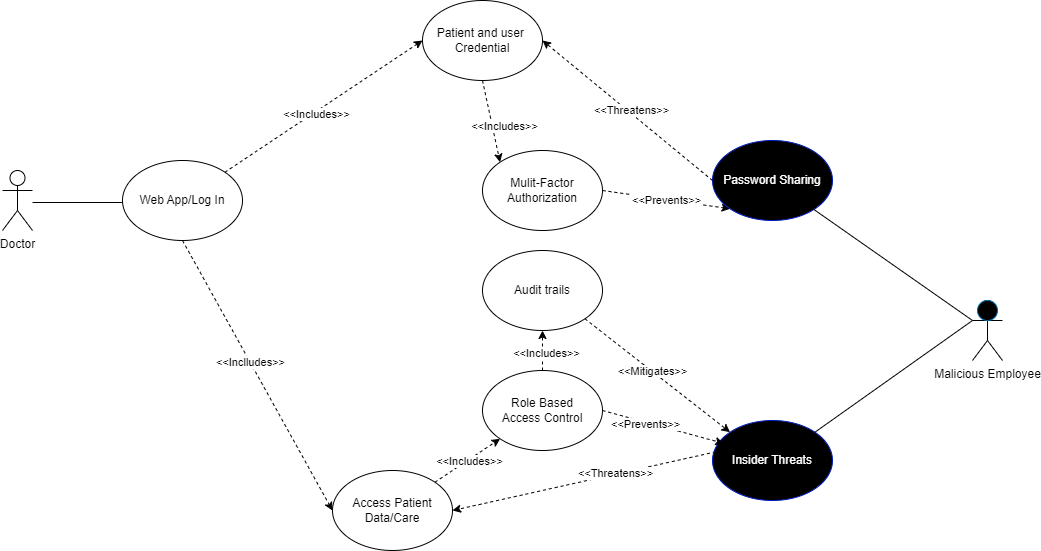 Patient and user
Credential
<<Includes>>
<<Threatens>>
<<Includes>>
Mulit-Factor
Authorization
Password Sharing
Web App/Log In
<<Prevents>>
Doctor
Audit trails
<<Includes>>
<<Inclludes>>
<<Mitigates>>
Malicious Employee
Role Based
Access Control
<<Prevents>>
<<Includes>>
Insider Threats
<<Threatens>>
Access Patient
Data/Care